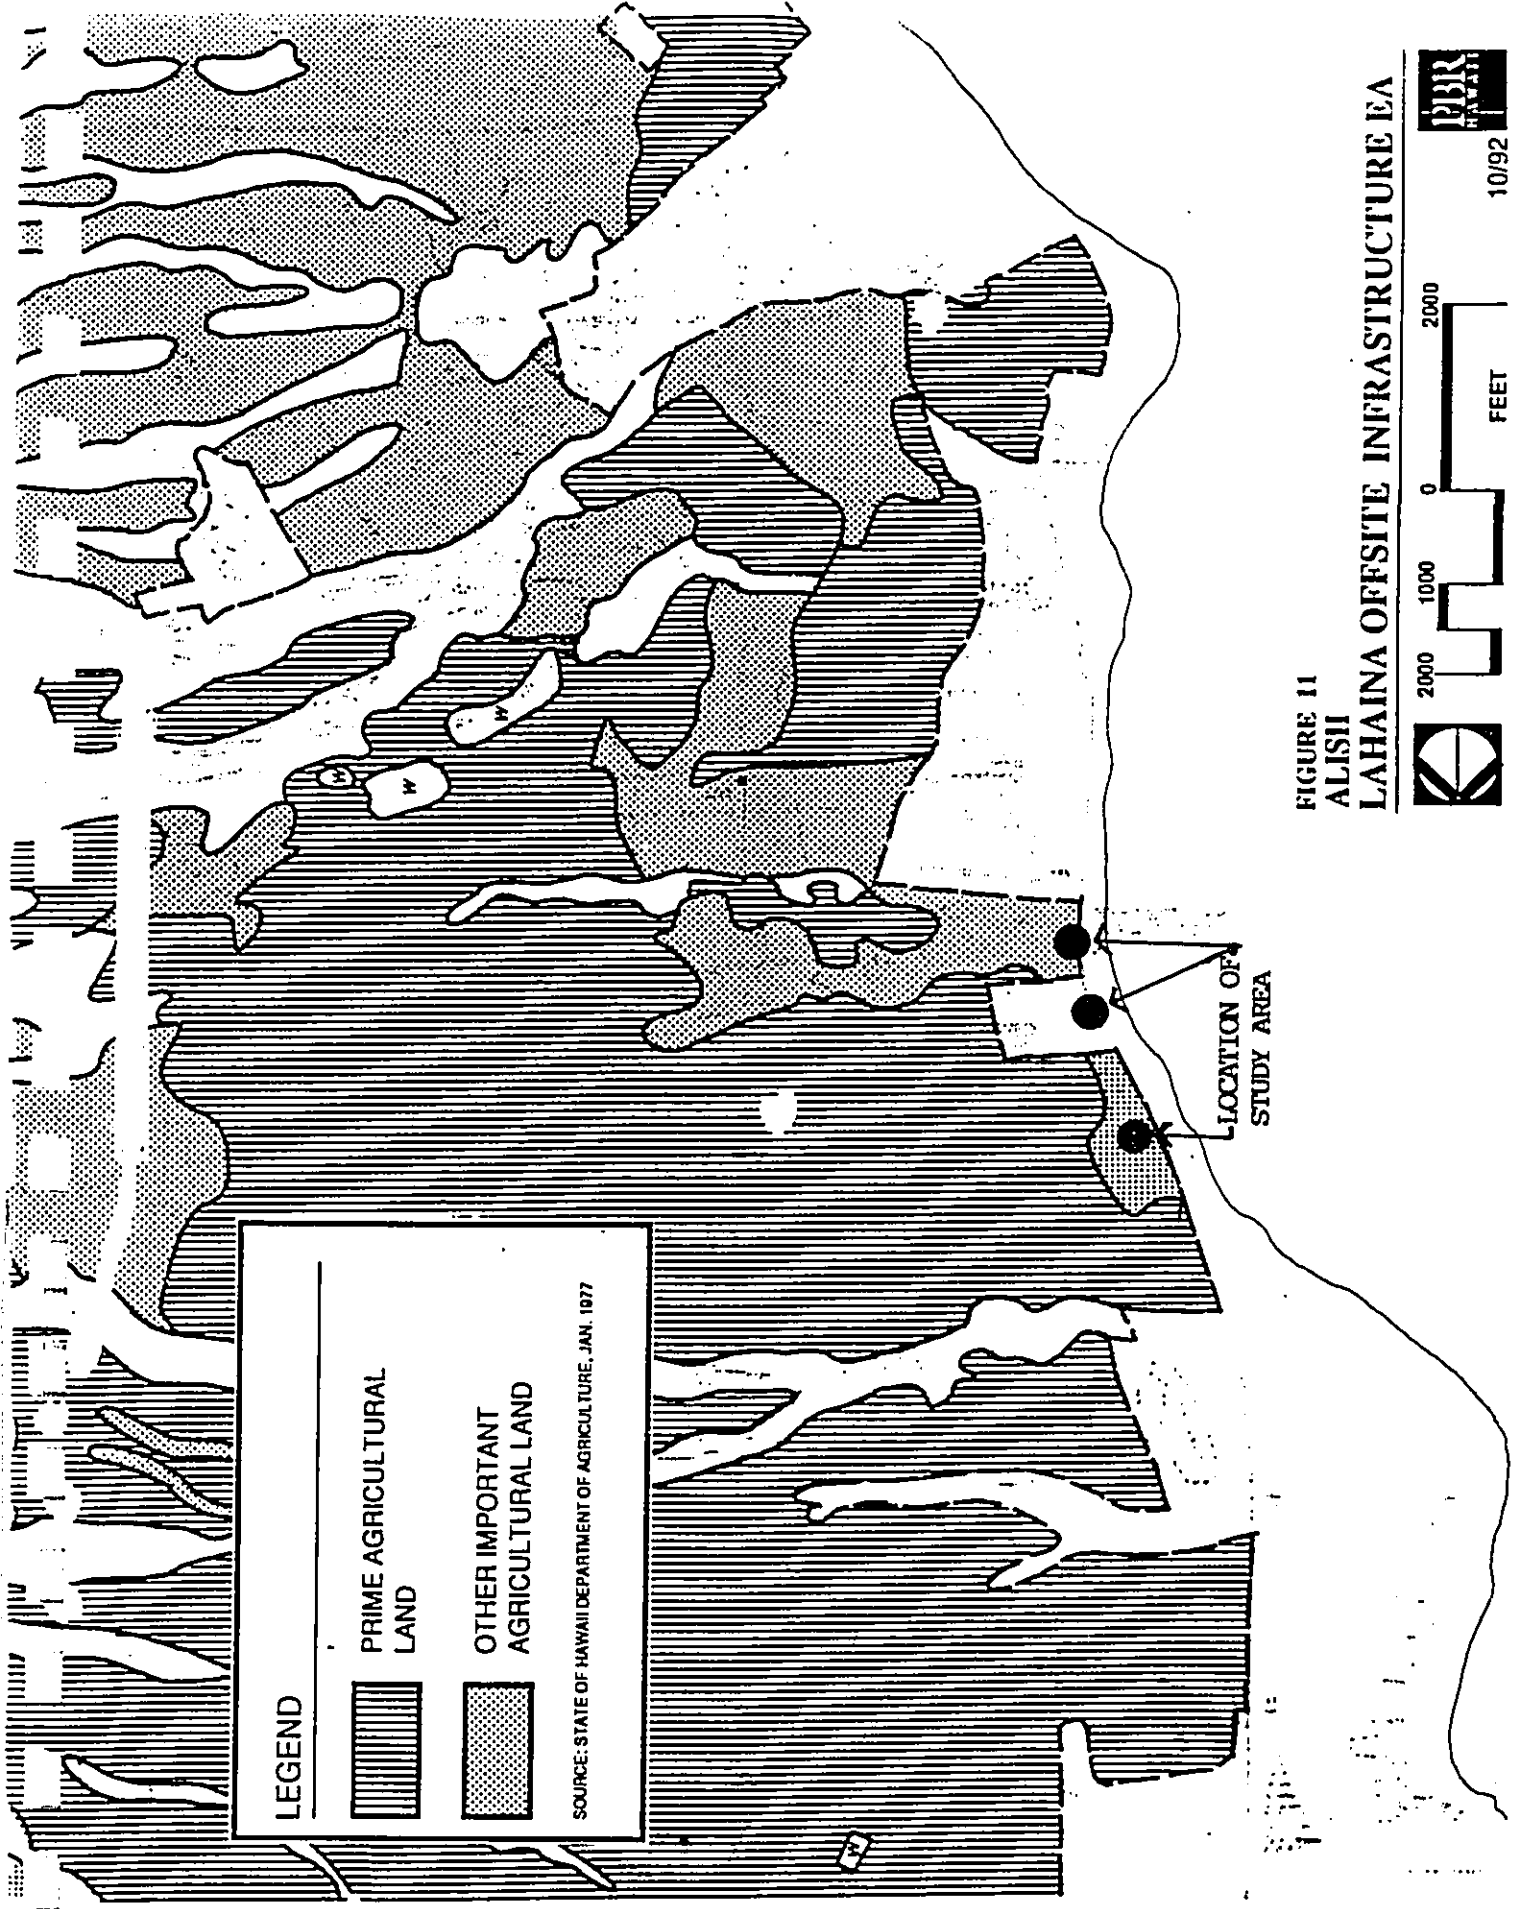 LEGEND
PRIME AGRICULTURAL
LAND
OTHER IMPORTANT
AGRICULTURAL LAND
SOURCE: STATE OF HAWAII DEPARTMENT OF AGRICULTURE, JAN. 1977
W
W
W
W
LOCATION OF
STUDY AREA
FIGURE 11
ALISH
LAHAINA OFFSITE INFRASTRUCTURE EA
2000
1000
0
2000
FEET
10/92
PBR
HAWAII